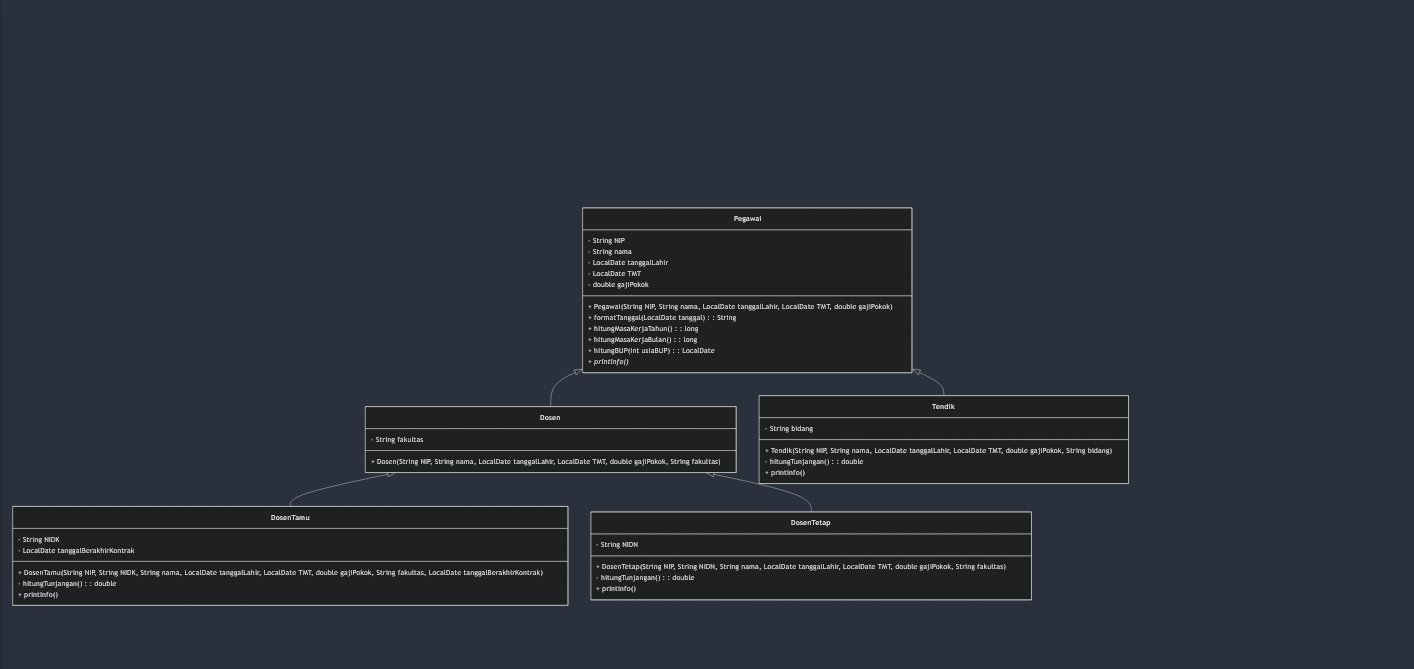 Pegawai
- String NIP
- String nama
- LocalDate tanggalLahir
- LocalDate TMT
- double gajiPokok
+ Pegawai(String NIP, String nama, LocalDate tanggalLahir, LocalDate TMT, double gajiPokok)
+ formatTanggal(LocalDate tanggal) : : String
+ hitungMasaKerjaTahun() : : long
+ hitungMasaKerjaBulan() : : long
+ hitungBUP(int usiaBUP) : : LocalDate
+ printInfo()
Dosen
- String fakultas
+ Dosen(String NIP, String nama, LocalDate tanggalLahir, LocalDate TMT, double gajiPokok, String fakultas)
Tendik
- String bidang
+ Tendik(String NIP, String nama, LocalDate tanggalLahir, LocalDate TMT, double gajiPokok, String bidang)
- hitungTunjangan() : : double
+ printInfo()
DosenTamu
- String NIDK
- LocalDate tanggalBerakhirKontrak
+ DosenTamu(String NIP, String NIDK, String nama, LocalDate tanggalLahir, LocalDate TMT, double gajiPokok, String fakultas, LocalDate tanggalBerakhirKontrak)
- hitungTunjangan() : : double
+ printInfo()
DosenTetap
- String NIDN
+ DosenTetap(String NIP, String NIDN, String nama, LocalDate tanggalLahir, LocalDate TMT, double gajiPokok, String fakultas)
- hitungTunjangan() : : double
+ printInfo()